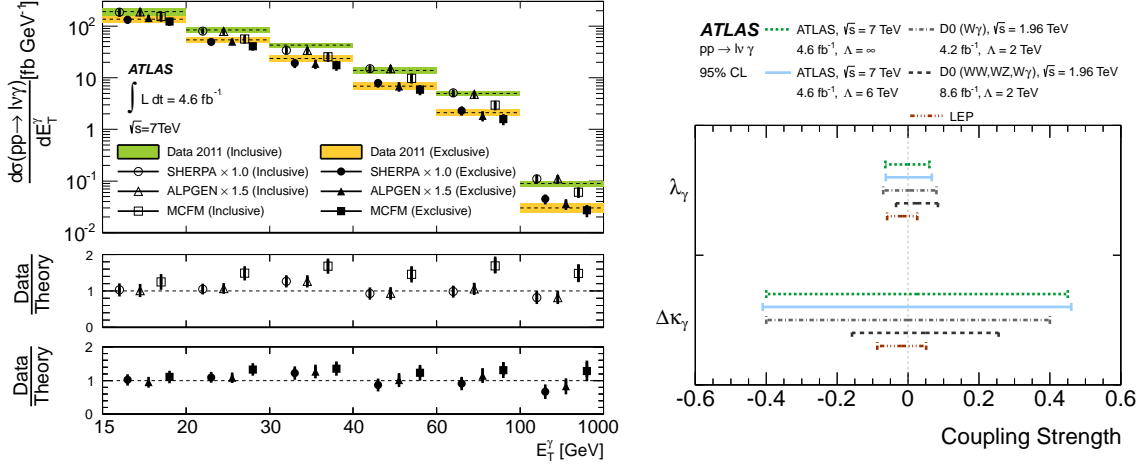 dσ(pp→ lνγ)
dE_T^γ
[fb GeV⁻¹]
10²
10
1
10⁻¹
10⁻²
ATLAS
∫ L dt = 4.6 fb⁻¹
√s=7TeV
Data 2011 (Inclusive)
Data 2011 (Exclusive)
SHERPA × 1.0 (Inclusive)
SHERPA × 1.0 (Exclusive)
ALPGEN × 1.5 (Inclusive)
ALPGEN × 1.5 (Exclusive)
MCFM (Inclusive)
MCFM (Exclusive)
Data
Theory
2
1
0
Data
Theory
2
1
0
15 20 30 40 60 100 1000
E_T^γ [GeV]
ATLAS
pp→ lν γ
95% CL
ATLAS, √s = 7 TeV
4.6 fb⁻¹, Λ = ∞
ATLAS, √s = 7 TeV
4.6 fb⁻¹, Λ = 6 TeV
D0 (Wγ), √s = 1.96 TeV
4.2 fb⁻¹, Λ = 2 TeV
D0 (WW,WZ,Wγ), √s = 1.96 TeV
8.6 fb⁻¹, Λ = 2 TeV
LEP
λ_γ
Δκ_γ
-0.6 -0.4 -0.2 0 0.2 0.4 0.6
Coupling Strength